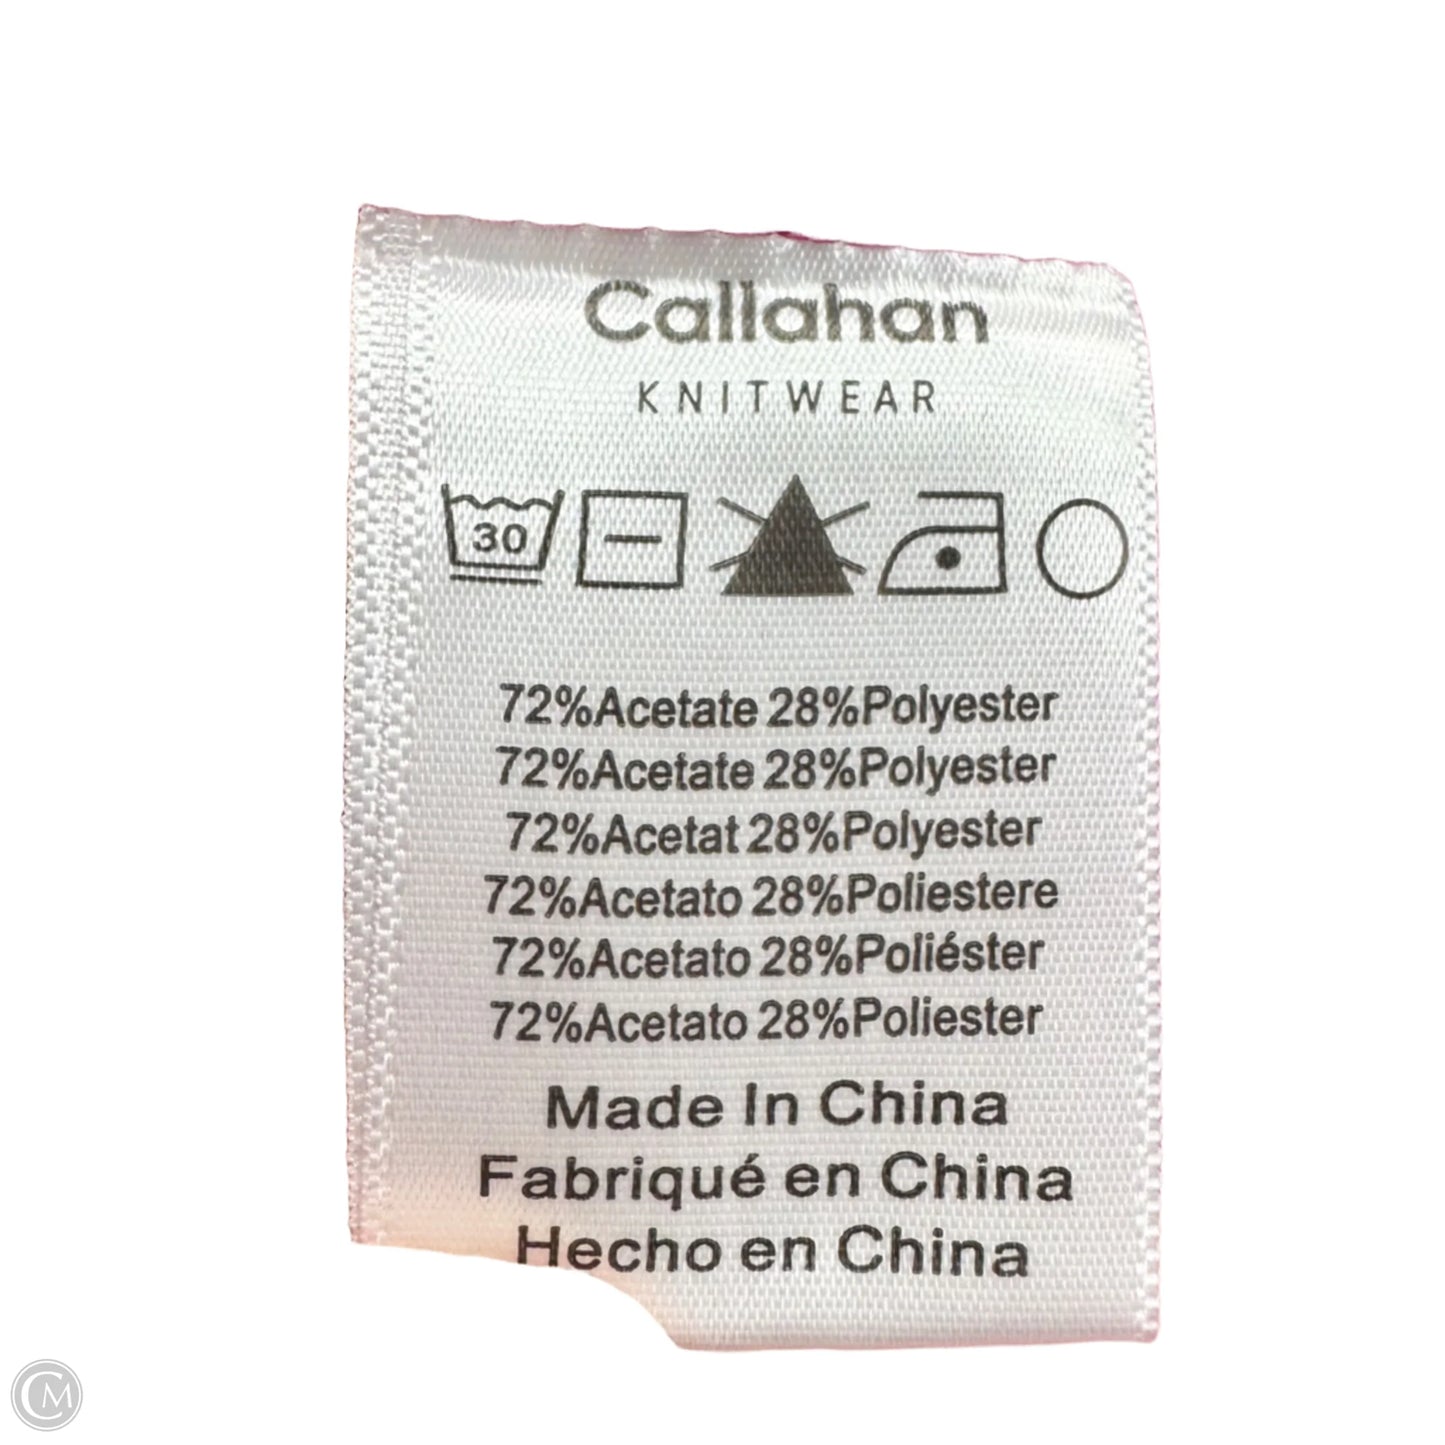 Callahan
KNITWEAR
30
72%Acetate 28%Polyester
72%Acetate 28%Polyester
72%Acetat 28%Polyester
72%Acetato 28%Poliestere
72%Acetato 28%Poliéster
72%Acetato 28%Poliester
Made In China
Fabriqué en China
Hecho en China
CM